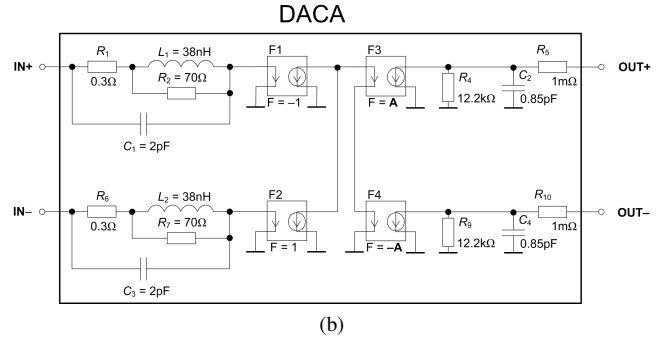 DACA
IN+
R1
0.3Ω
L1 = 38nH
R2 = 70Ω
C1 = 2pF
F1
F = –1
F3
F = A
R4
12.2kΩ
C2
0.85pF
R5
1mΩ
OUT+
IN–
R6
0.3Ω
L2 = 38nH
R7 = 70Ω
C3 = 2pF
F2
F = 1
F4
F = –A
R9
12.2kΩ
C4
0.85pF
R10
1mΩ
OUT–
(b)